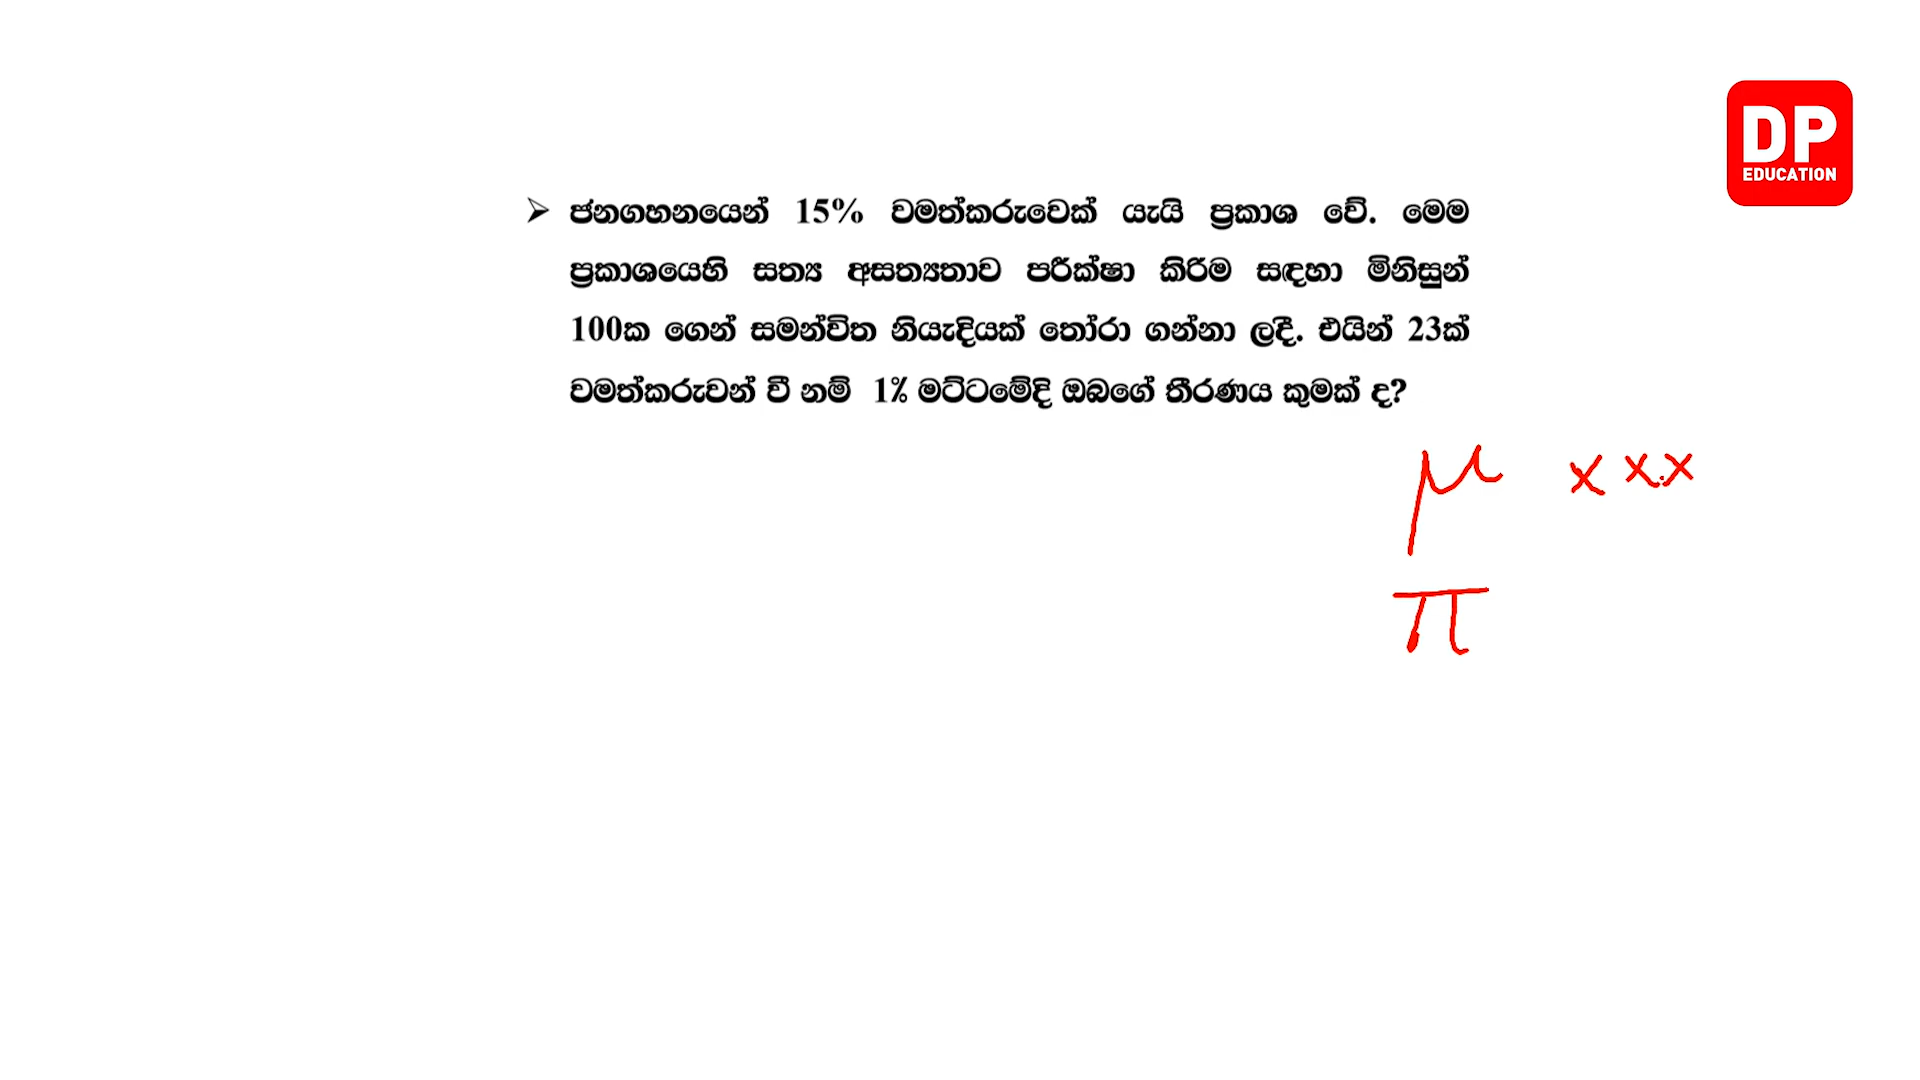 DP
EDUCATION
➢ ජනගහනයෙන් 15% වමත්කරුවෙක් යැයි ප්‍රකාශ වේ. මෙම
ප්‍රකාශයෙහි සත්‍ය අසත්‍යතාව පරීක්ෂා කිරීම සඳහා මිනිසුන්
100ක ගෙන් සමන්විත නියැදියක් තෝරා ගන්නා ලදී. එයින් 23ක්
වමත්කරුවන් වී නම් 1% මට්ටමේදි ඔබගේ තීරණය කුමක් ද?
μ x x x
π